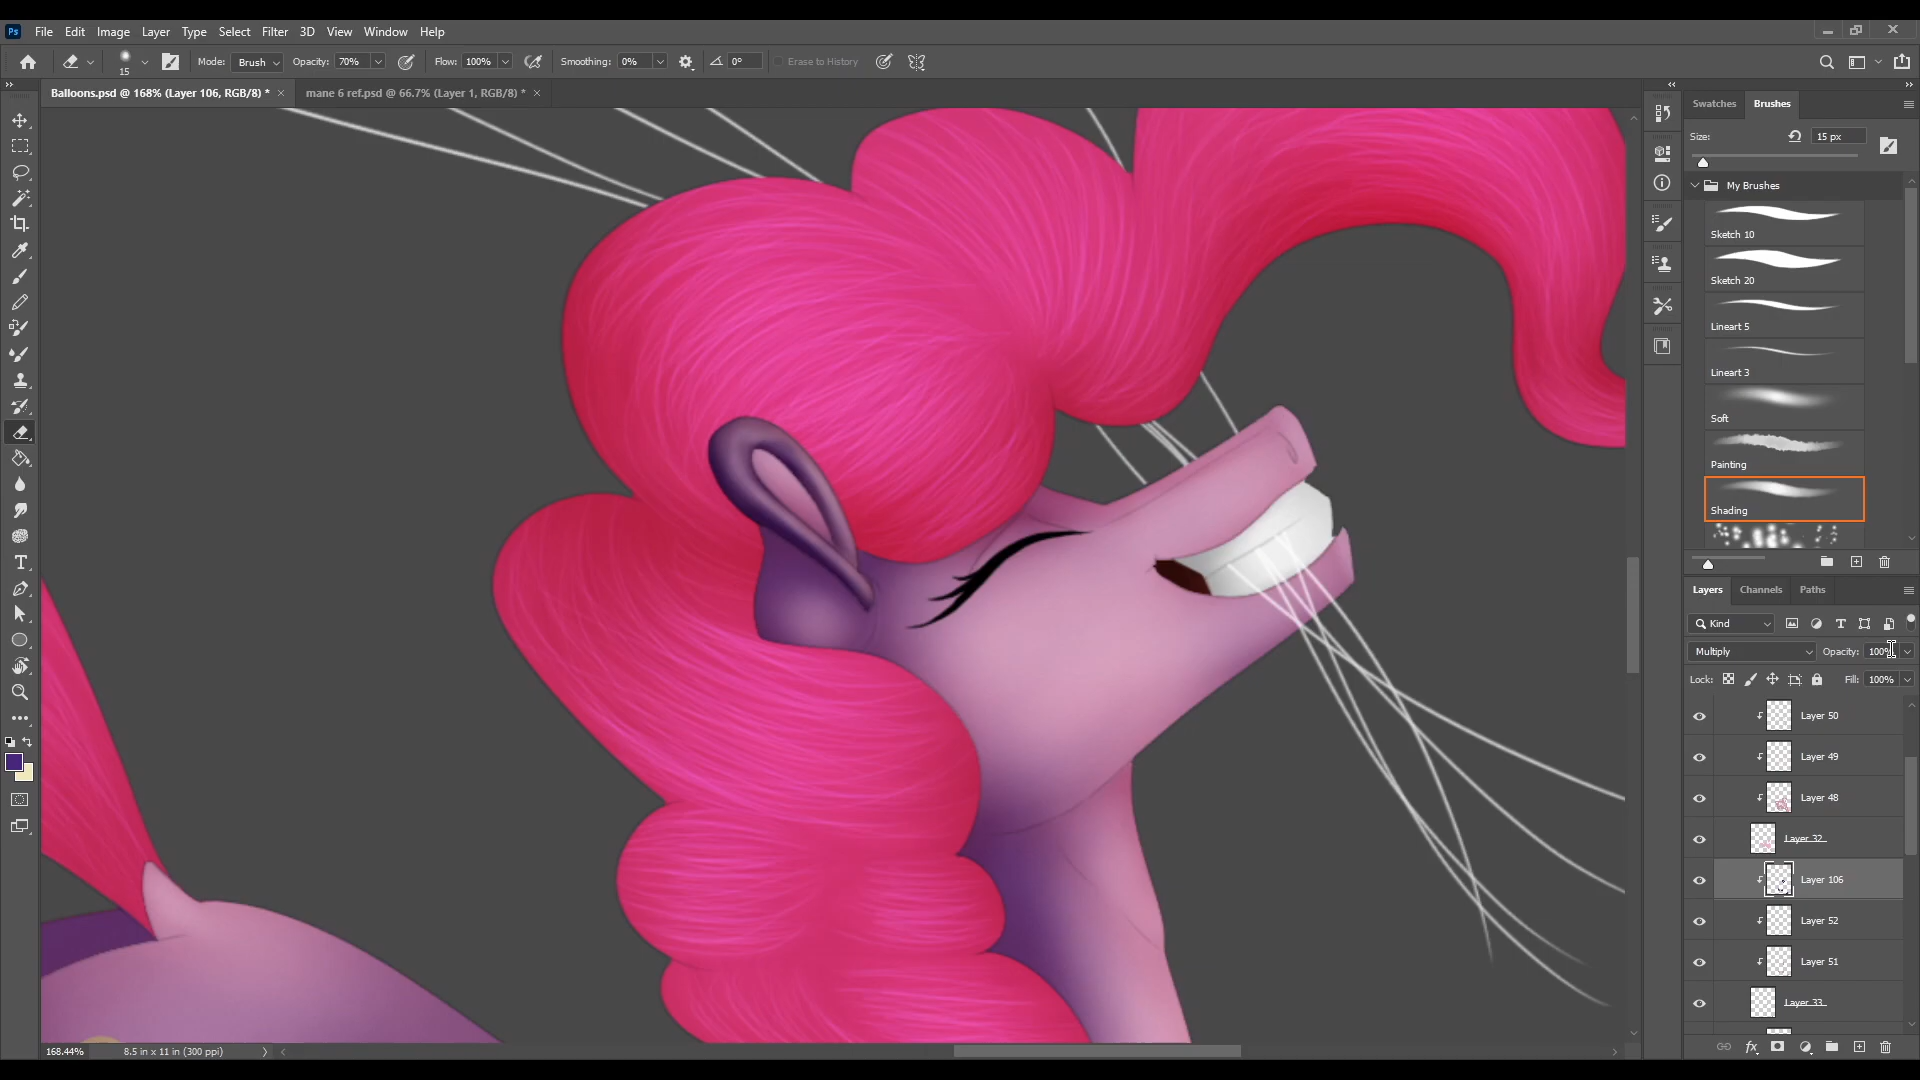 Ps File Edit Image Layer Type Select Filter 3D View Window Help
15 Mode: Brush Opacity: 70% Flow: 100% Smoothing: 0% 0° Erase to History
Balloons.psd @ 168% (Layer 106, RGB/8) * mane 6 ref.psd @ 66.7% (Layer 1, RGB/8) *
Swatches Brushes
Size: 15 px
My Brushes
Sketch 10
Sketch 20
Lineart 5
Lineart 3
Soft
Painting
Shading
Layers Channels Paths
Kind
Multiply Opacity: 100%
Lock: Fill: 100%
Layer 50
Layer 49
Layer 48
Layer 32
Layer 106
Layer 52
Layer 51
Layer 33
168.44% 8.5 in x 11 in (300 ppi)